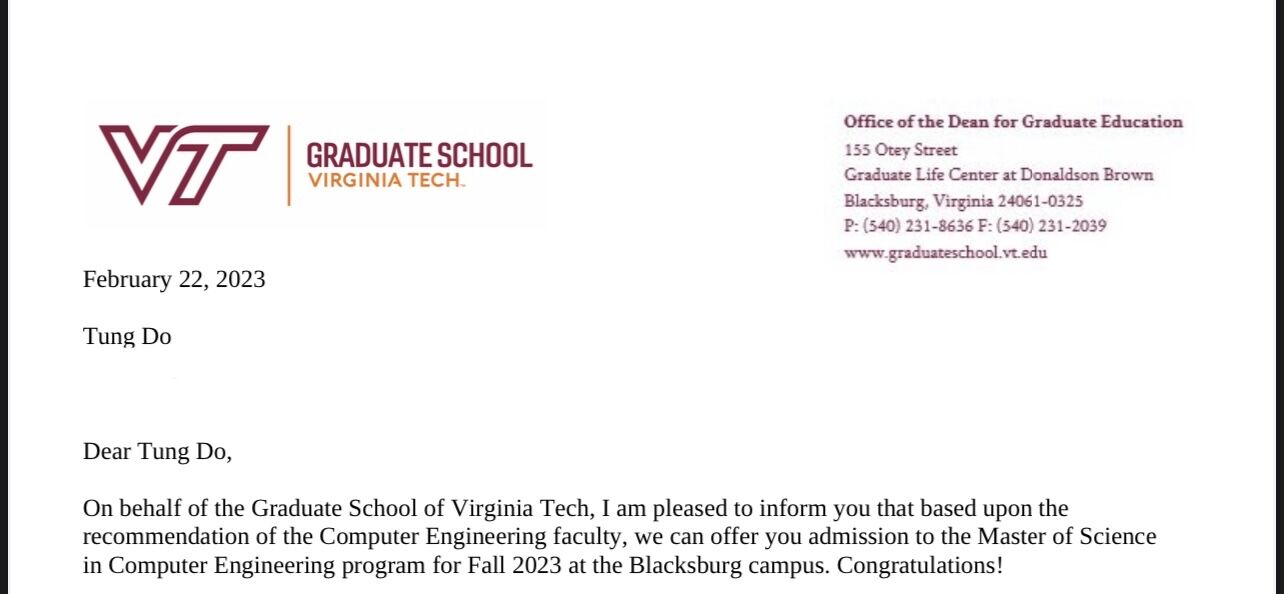 VT GRADUATE SCHOOL
VIRGINIA TECH.
Office of the Dean for Graduate Education
155 Otey Street
Graduate Life Center at Donaldson Brown
Blacksburg, Virginia 24061-0325
P: (540) 231-8636 F: (540) 231-2039
www.graduateschool.vt.edu
February 22, 2023
Tung Do
Dear Tung Do,
On behalf of the Graduate School of Virginia Tech, I am pleased to inform you that based upon the
recommendation of the Computer Engineering faculty, we can offer you admission to the Master of Science
in Computer Engineering program for Fall 2023 at the Blacksburg campus. Congratulations!